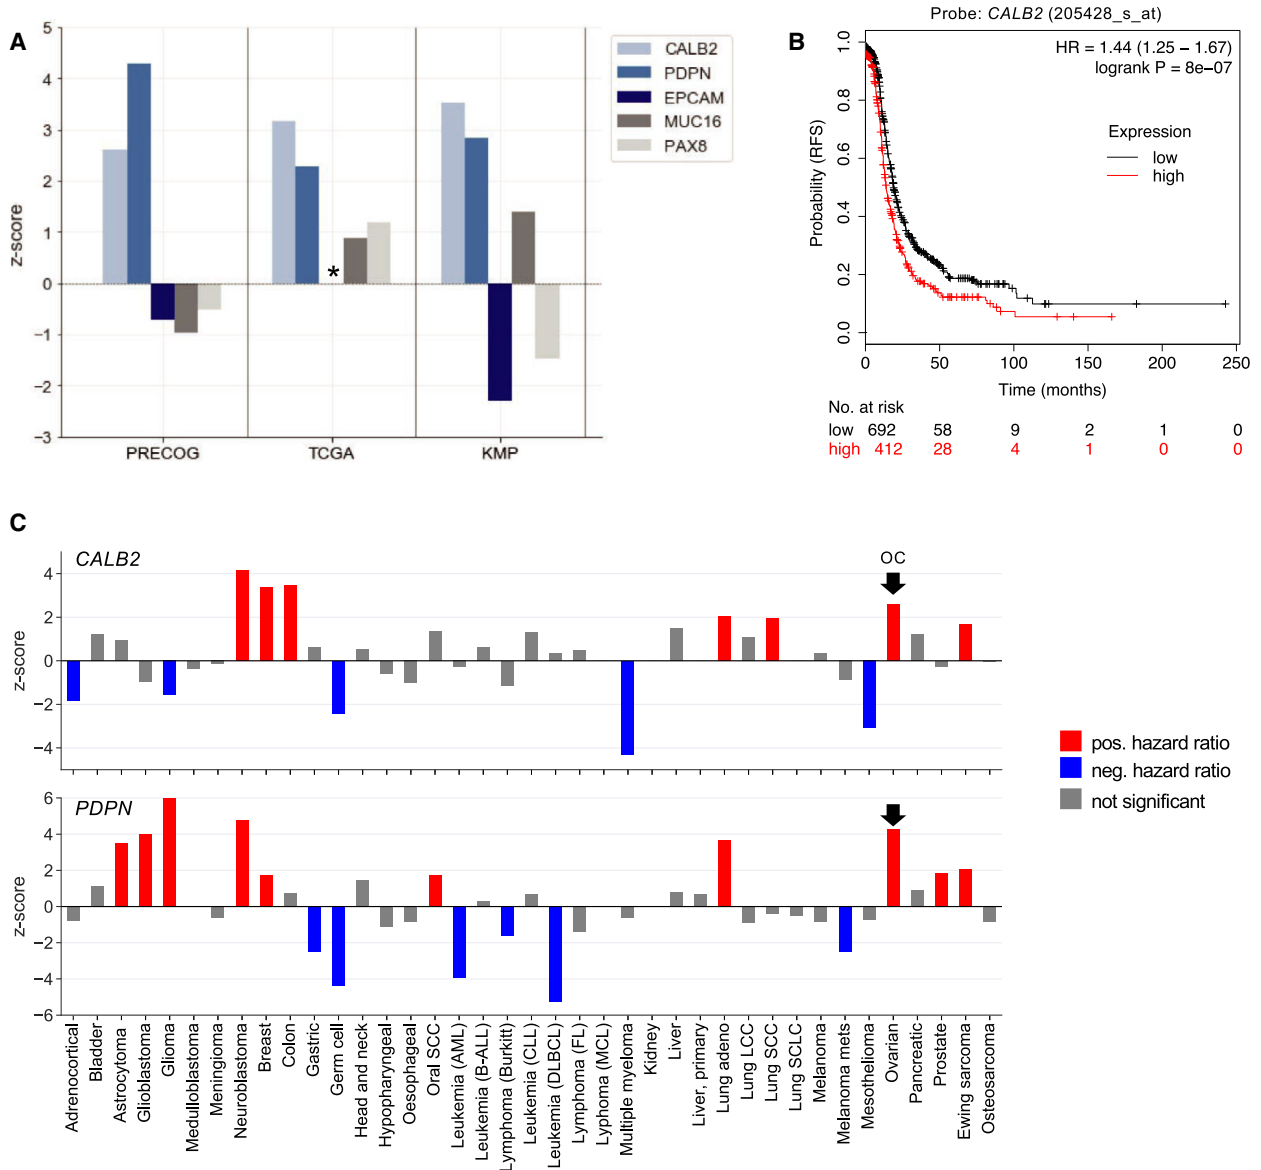 A
5
4
3
2
1
0
−1
−2
−3
z-score
*
PRECOG
TCGA
KMP
CALB2
PDPN
EPCAM
MUC16
PAX8
B
Probe: CALB2 (205428_s_at)
HR = 1.44 (1.25 − 1.67)
logrank P = 8e−07
Expression
low
high
Probability (RFS)
1.0
0.8
0.6
0.4
0.2
0.0
0 50 100 150 200 250
Time (months)
No. at risk
low 692 58 9 2 1 0
high 412 28 4 1 0 0
C
CALB2
OC
z-score
4
2
0
−2
−4
PDPN
z-score
6
4
2
0
−2
−4
−6
pos. hazard ratio
neg. hazard ratio
not significant
Adrenocortical
Bladder
Astrocytoma
Glioblastoma
Glioma
Medulloblastoma
Meningioma
Neuroblastoma
Breast
Colon
Gastric
Germ cell
Head and neck
Hypopharyngeal
Oesophageal
Oral SCC
Leukemia (AML)
Leukemia (B-ALL)
Lymphoma (Burkitt)
Leukemia (CLL)
Leukemia (DLBCL)
Lymphoma (FL)
Lyphoma (MCL)
Multiple myeloma
Kidney
Liver
Liver, primary
Lung adeno
Lung LCC
Lung SCC
Lung SCLC
Melanoma
Melanoma mets
Mesothelioma
Ovarian
Pancreatic
Prostate
Ewing sarcoma
Osteosarcoma